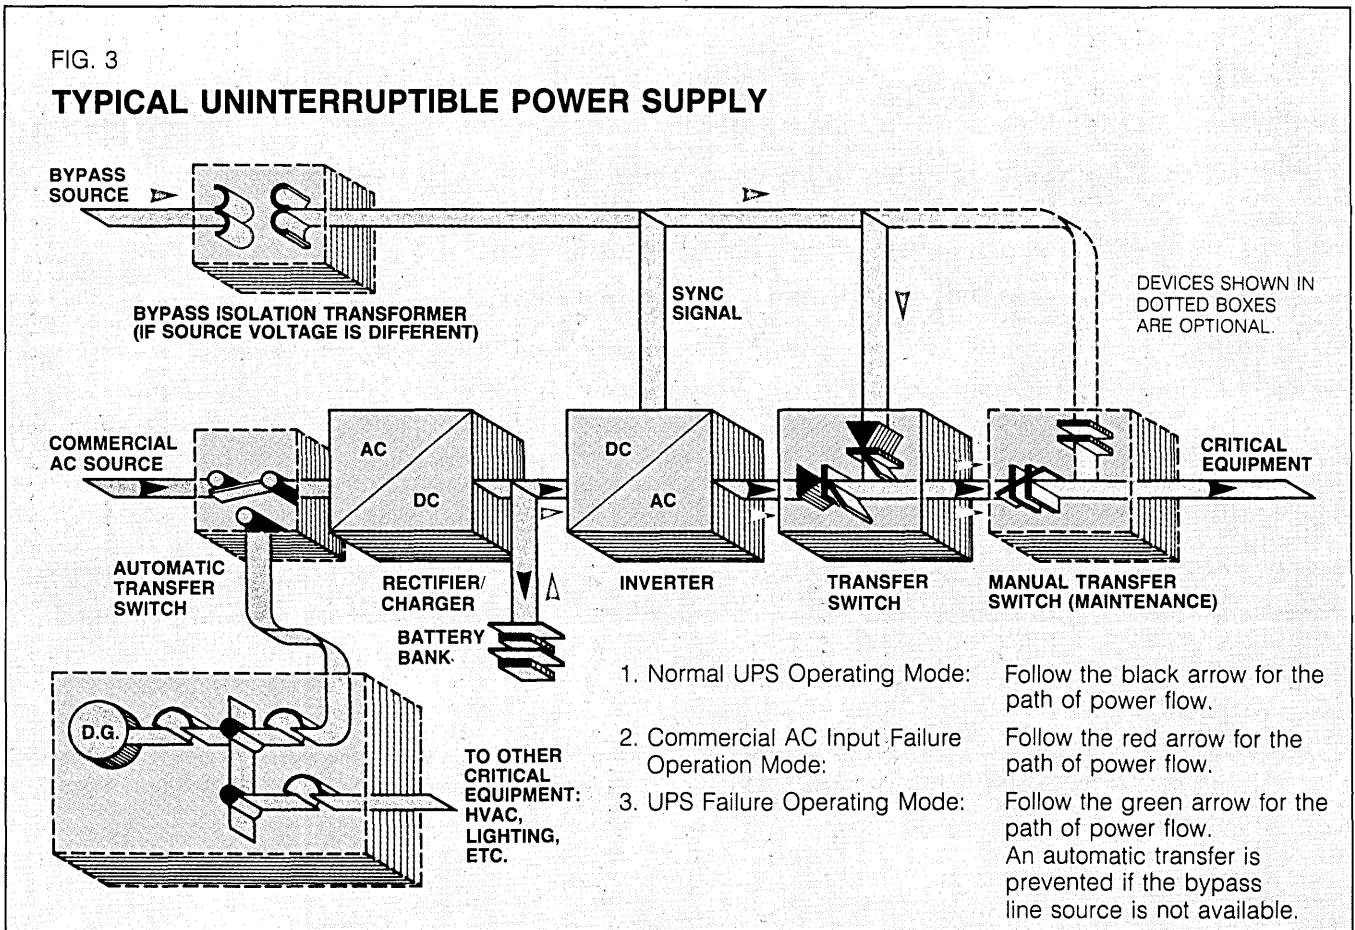 FIG. 3
TYPICAL UNINTERRUPTIBLE POWER SUPPLY
BYPASS
SOURCE
BYPASS ISOLATION TRANSFORMER
(IF SOURCE VOLTAGE IS DIFFERENT)
SYNC
SIGNAL
DEVICES SHOWN IN
DOTTED BOXES
ARE OPTIONAL.
COMMERCIAL
AC SOURCE
AC
DC
DC
AC
CRITICAL
EQUIPMENT
AUTOMATIC
TRANSFER
SWITCH
RECTIFIER/
CHARGER
INVERTER
TRANSFER
SWITCH
MANUAL TRANSFER
SWITCH (MAINTENANCE)
BATTERY
BANK
D.G.
TO OTHER
CRITICAL
EQUIPMENT:
HVAC,
LIGHTING,
ETC.
1. Normal UPS Operating Mode: Follow the black arrow for the
path of power flow.
2. Commercial AC Input Failure Follow the red arrow for the
Operation Mode: path of power flow.
3. UPS Failure Operating Mode: Follow the green arrow for the
path of power flow.
An automatic transfer is
prevented if the bypass
line source is not available.